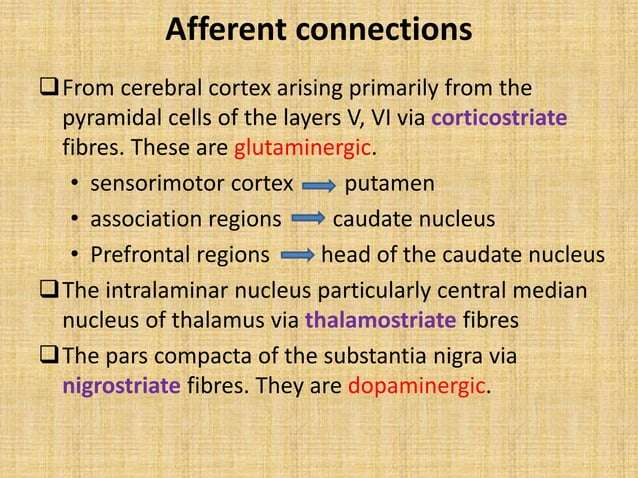 Afferent connections
❑From cerebral cortex arising primarily from the
pyramidal cells of the layers V, VI via corticostriate
fibres. These are glutaminergic.
• sensorimotor cortex putamen
• association regions caudate nucleus
• Prefrontal regions head of the caudate nucleus
❑The intralaminar nucleus particularly central median
nucleus of thalamus via thalamostriate fibres
❑The pars compacta of the substantia nigra via
nigrostriate fibres. They are dopaminergic.